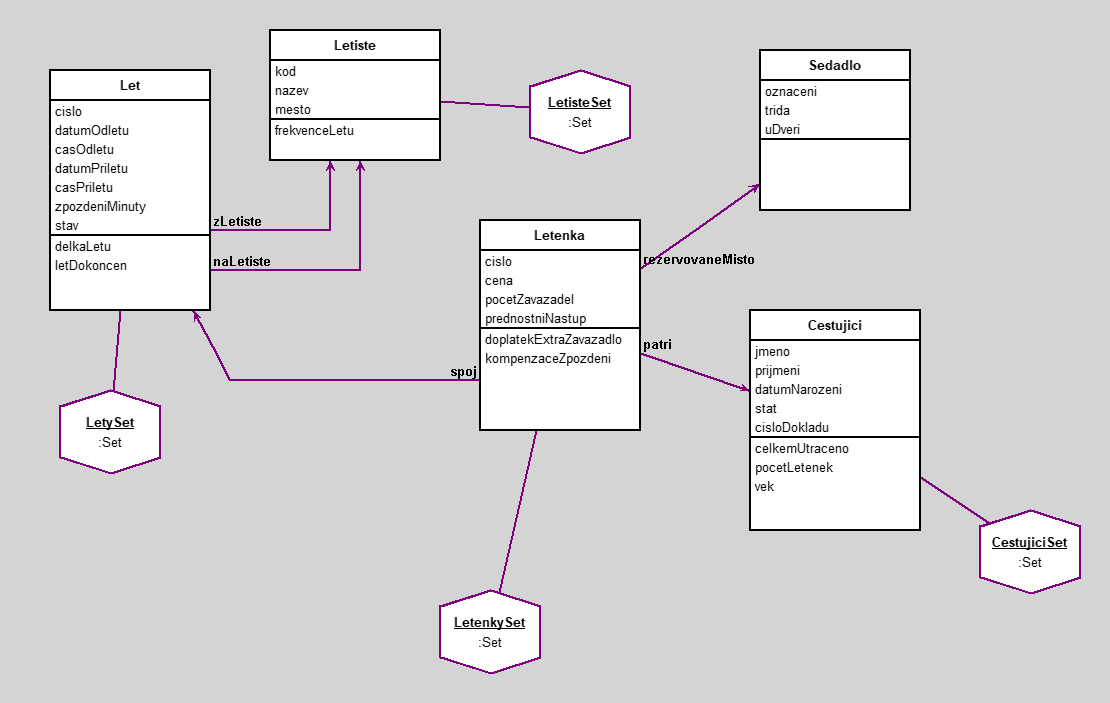 Let
cislo
datumOdletu
casOdletu
datumPriletu
casPriletu
zpozdeniMinuty
stav
delkaLetu
letDokoncen
Letiste
kod
nazev
mesto
frekvenceLetu
LetisteSet
:Set
Sedadlo
oznaceni
trida
uDveri
zLetiste
naLetiste
Letenka
cislo
cena
pocetZavazadel
prednostniNastup
doplatekExtraZavazadlo
kompenzaceZpozdeni
rezervovaneMisto
patri
spoj
Cestujici
jmeno
prijmeni
datumNarozeni
stat
cisloDokladu
celkemUtraceno
pocetLetenek
vek
LetySet
:Set
CestujiciSet
:Set
LetenkySet
:Set